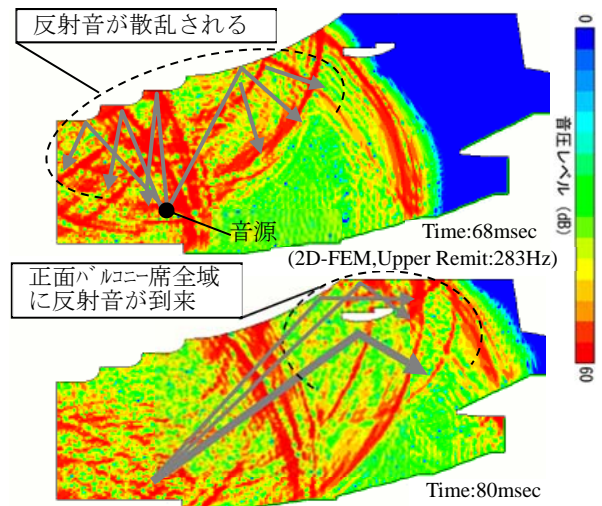 反射音が散乱される
音源
Time:68msec
(2D-FEM,Upper Remit:283Hz)
0
音圧レベル (dB)
60
正面バルコニー席全域
に反射音が到来
Time:80msec